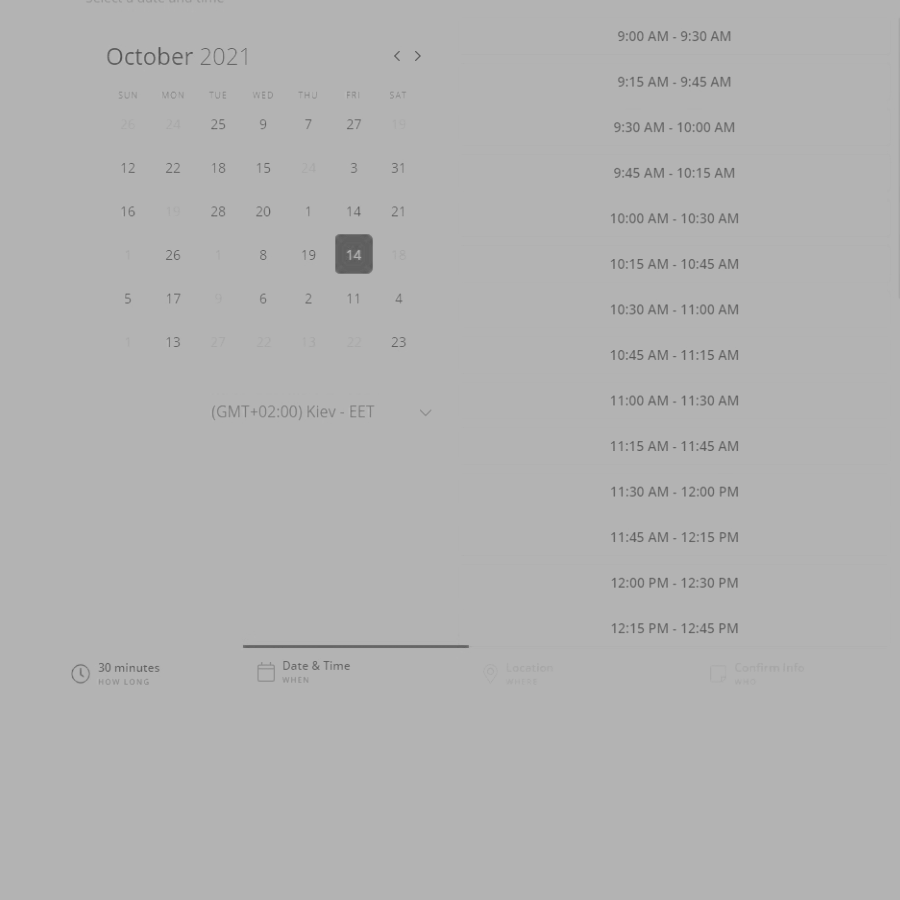 Select a date and time
October 2021
SUN MON TUE WED THU FRI SAT
26 24 25 9 7 27 19
12 22 18 15 24 3 31
16 19 28 20 1 14 21
1 26 1 8 19 14 18
5 17 9 6 2 11 4
1 13 27 22 13 22 23
(GMT+02:00) Kiev - EET
9:00 AM - 9:30 AM
9:15 AM - 9:45 AM
9:30 AM - 10:00 AM
9:45 AM - 10:15 AM
10:00 AM - 10:30 AM
10:15 AM - 10:45 AM
10:30 AM - 11:00 AM
10:45 AM - 11:15 AM
11:00 AM - 11:30 AM
11:15 AM - 11:45 AM
11:30 AM - 12:00 PM
11:45 AM - 12:15 PM
12:00 PM - 12:30 PM
12:15 PM - 12:45 PM
30 minutes
HOW LONG
Date & Time
WHEN
Location
WHERE
Confirm Info
WHO